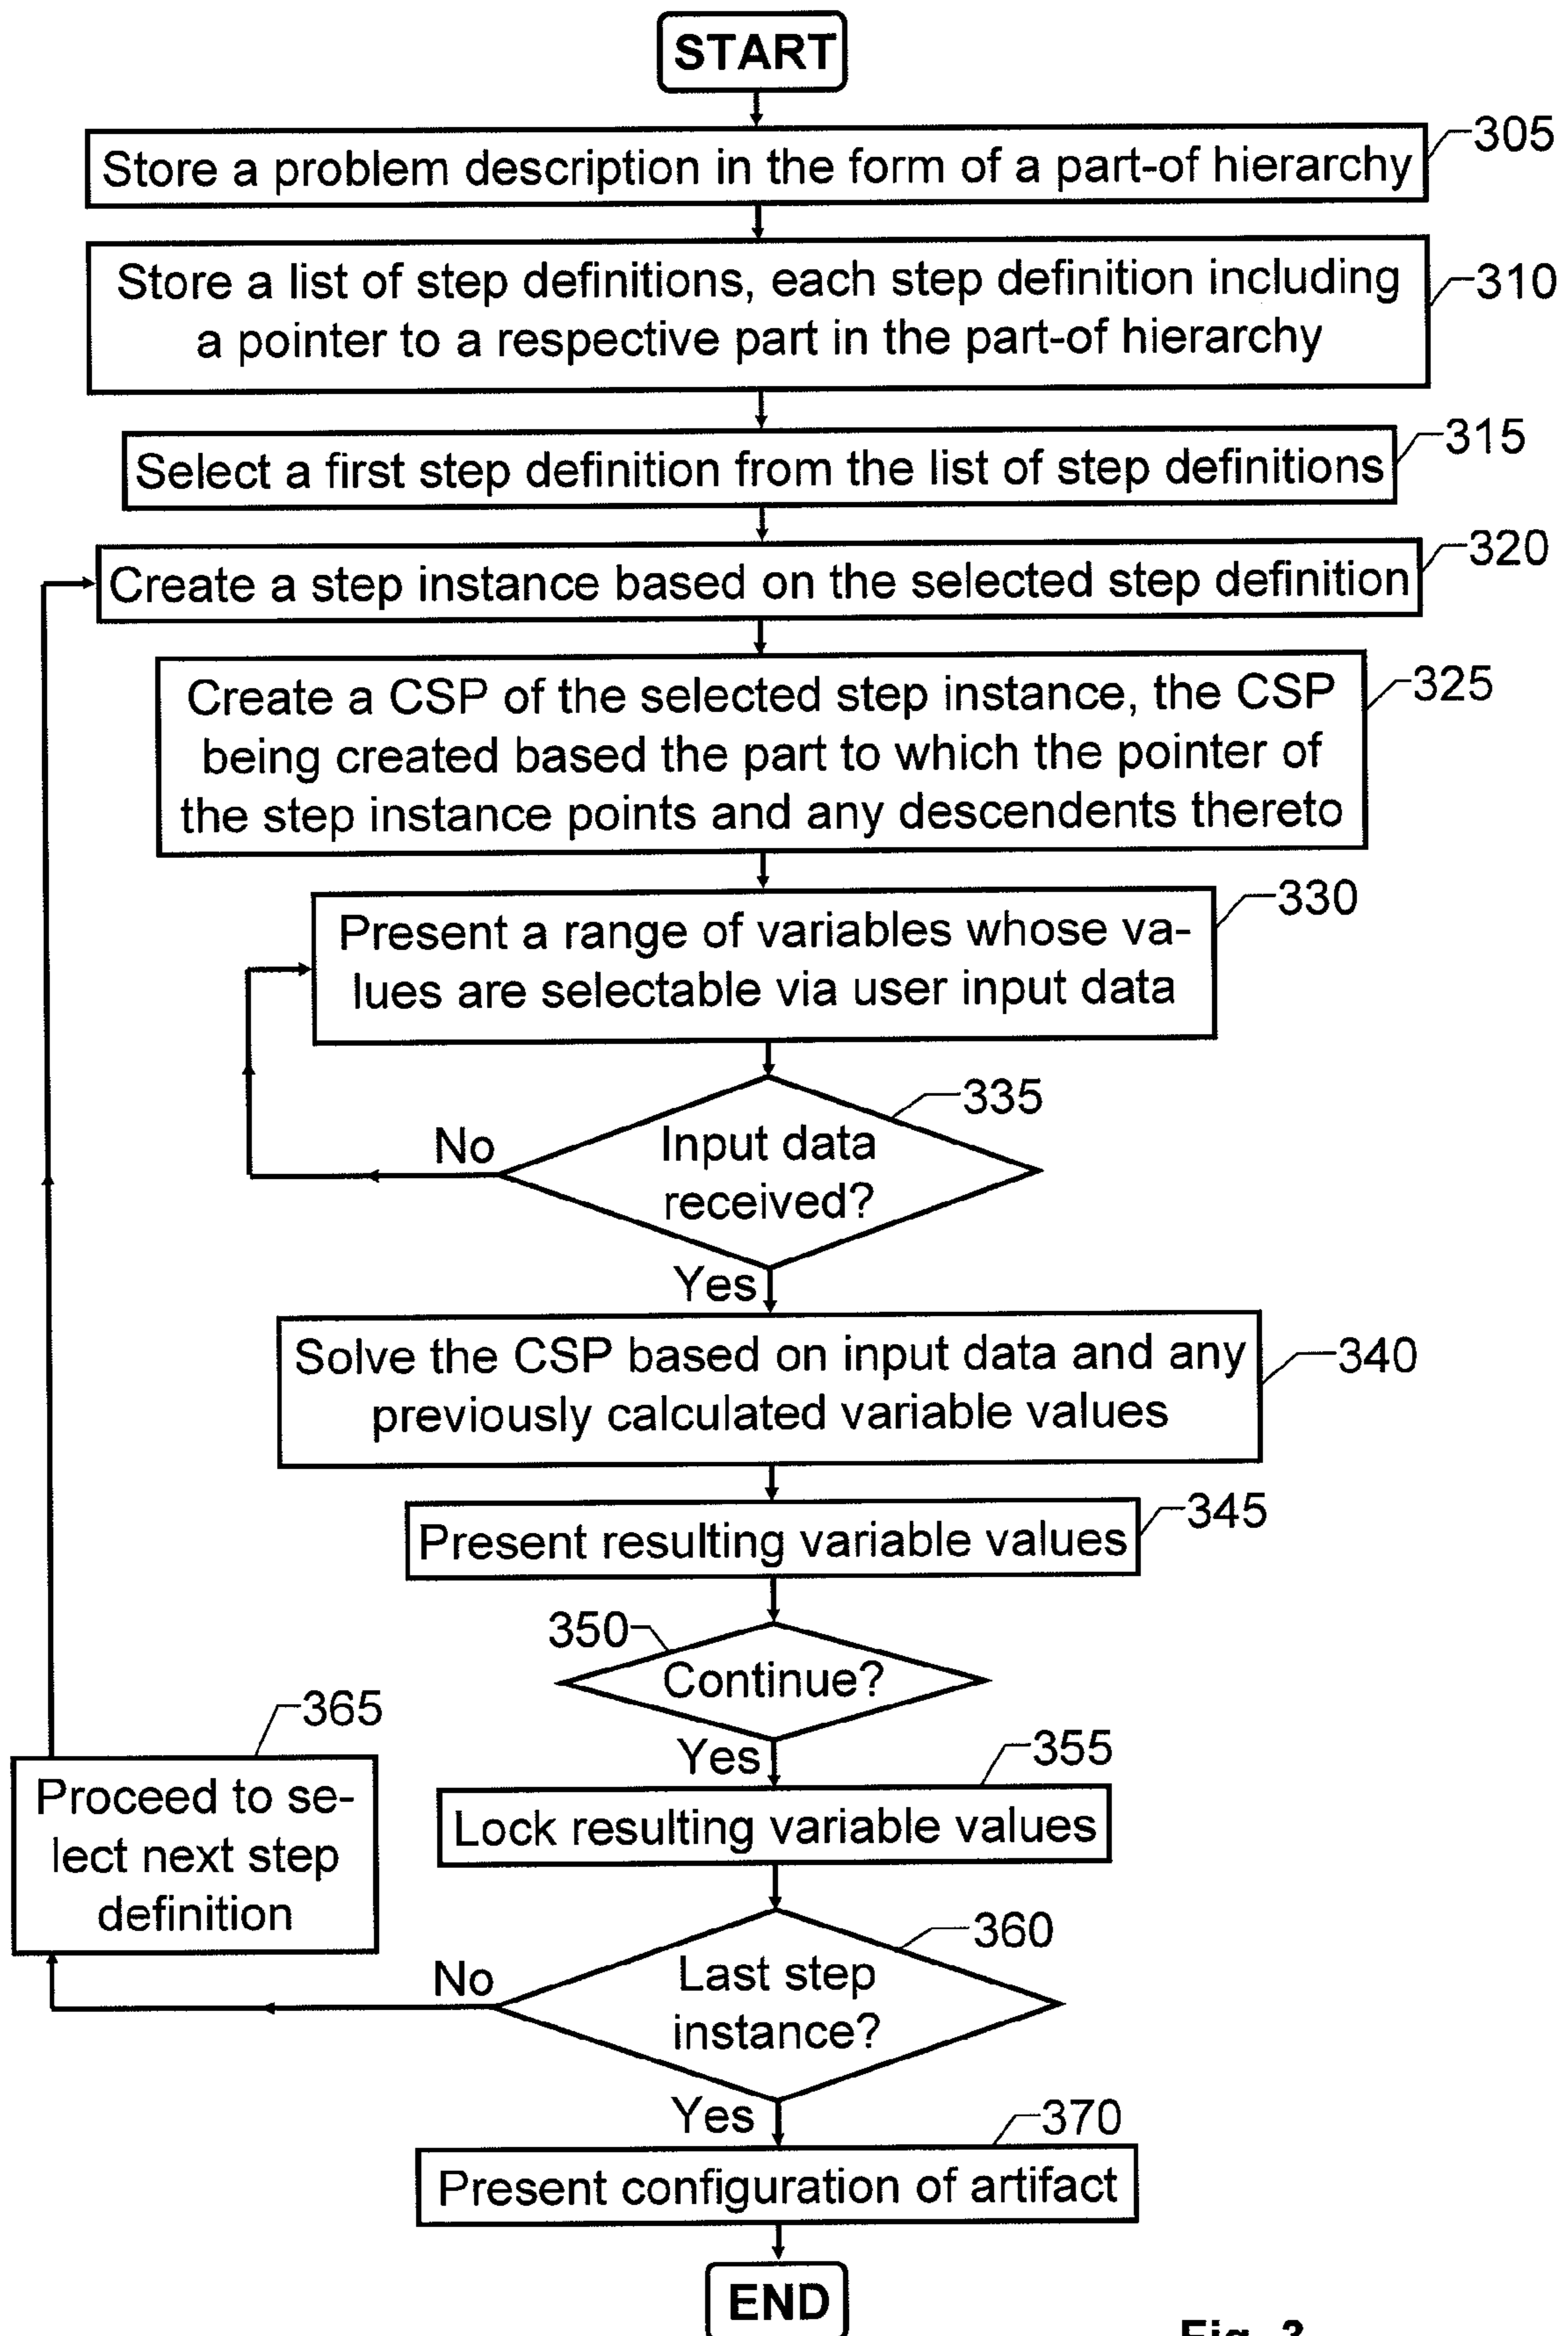 START
Store a problem description in the form of a part-of hierarchy
305
Store a list of step definitions, each step definition including
a pointer to a respective part in the part-of hierarchy
310
Select a first step definition from the list of step definitions
315
Create a step instance based on the selected step definition
320
Create a CSP of the selected step instance, the CSP
being created based the part to which the pointer of
the step instance points and any descendents thereto
325
Present a range of variables whose va-
lues are selectable via user input data
330
Input data
received?
335
No
Yes
Solve the CSP based on input data and any
previously calculated variable values
340
Present resulting variable values
345
350
Continue?
Yes
Lock resulting variable values
355
365
Proceed to se-
lect next step
definition
Last step
instance?
360
No
Yes
Present configuration of artifact
370
END
Fig. 3